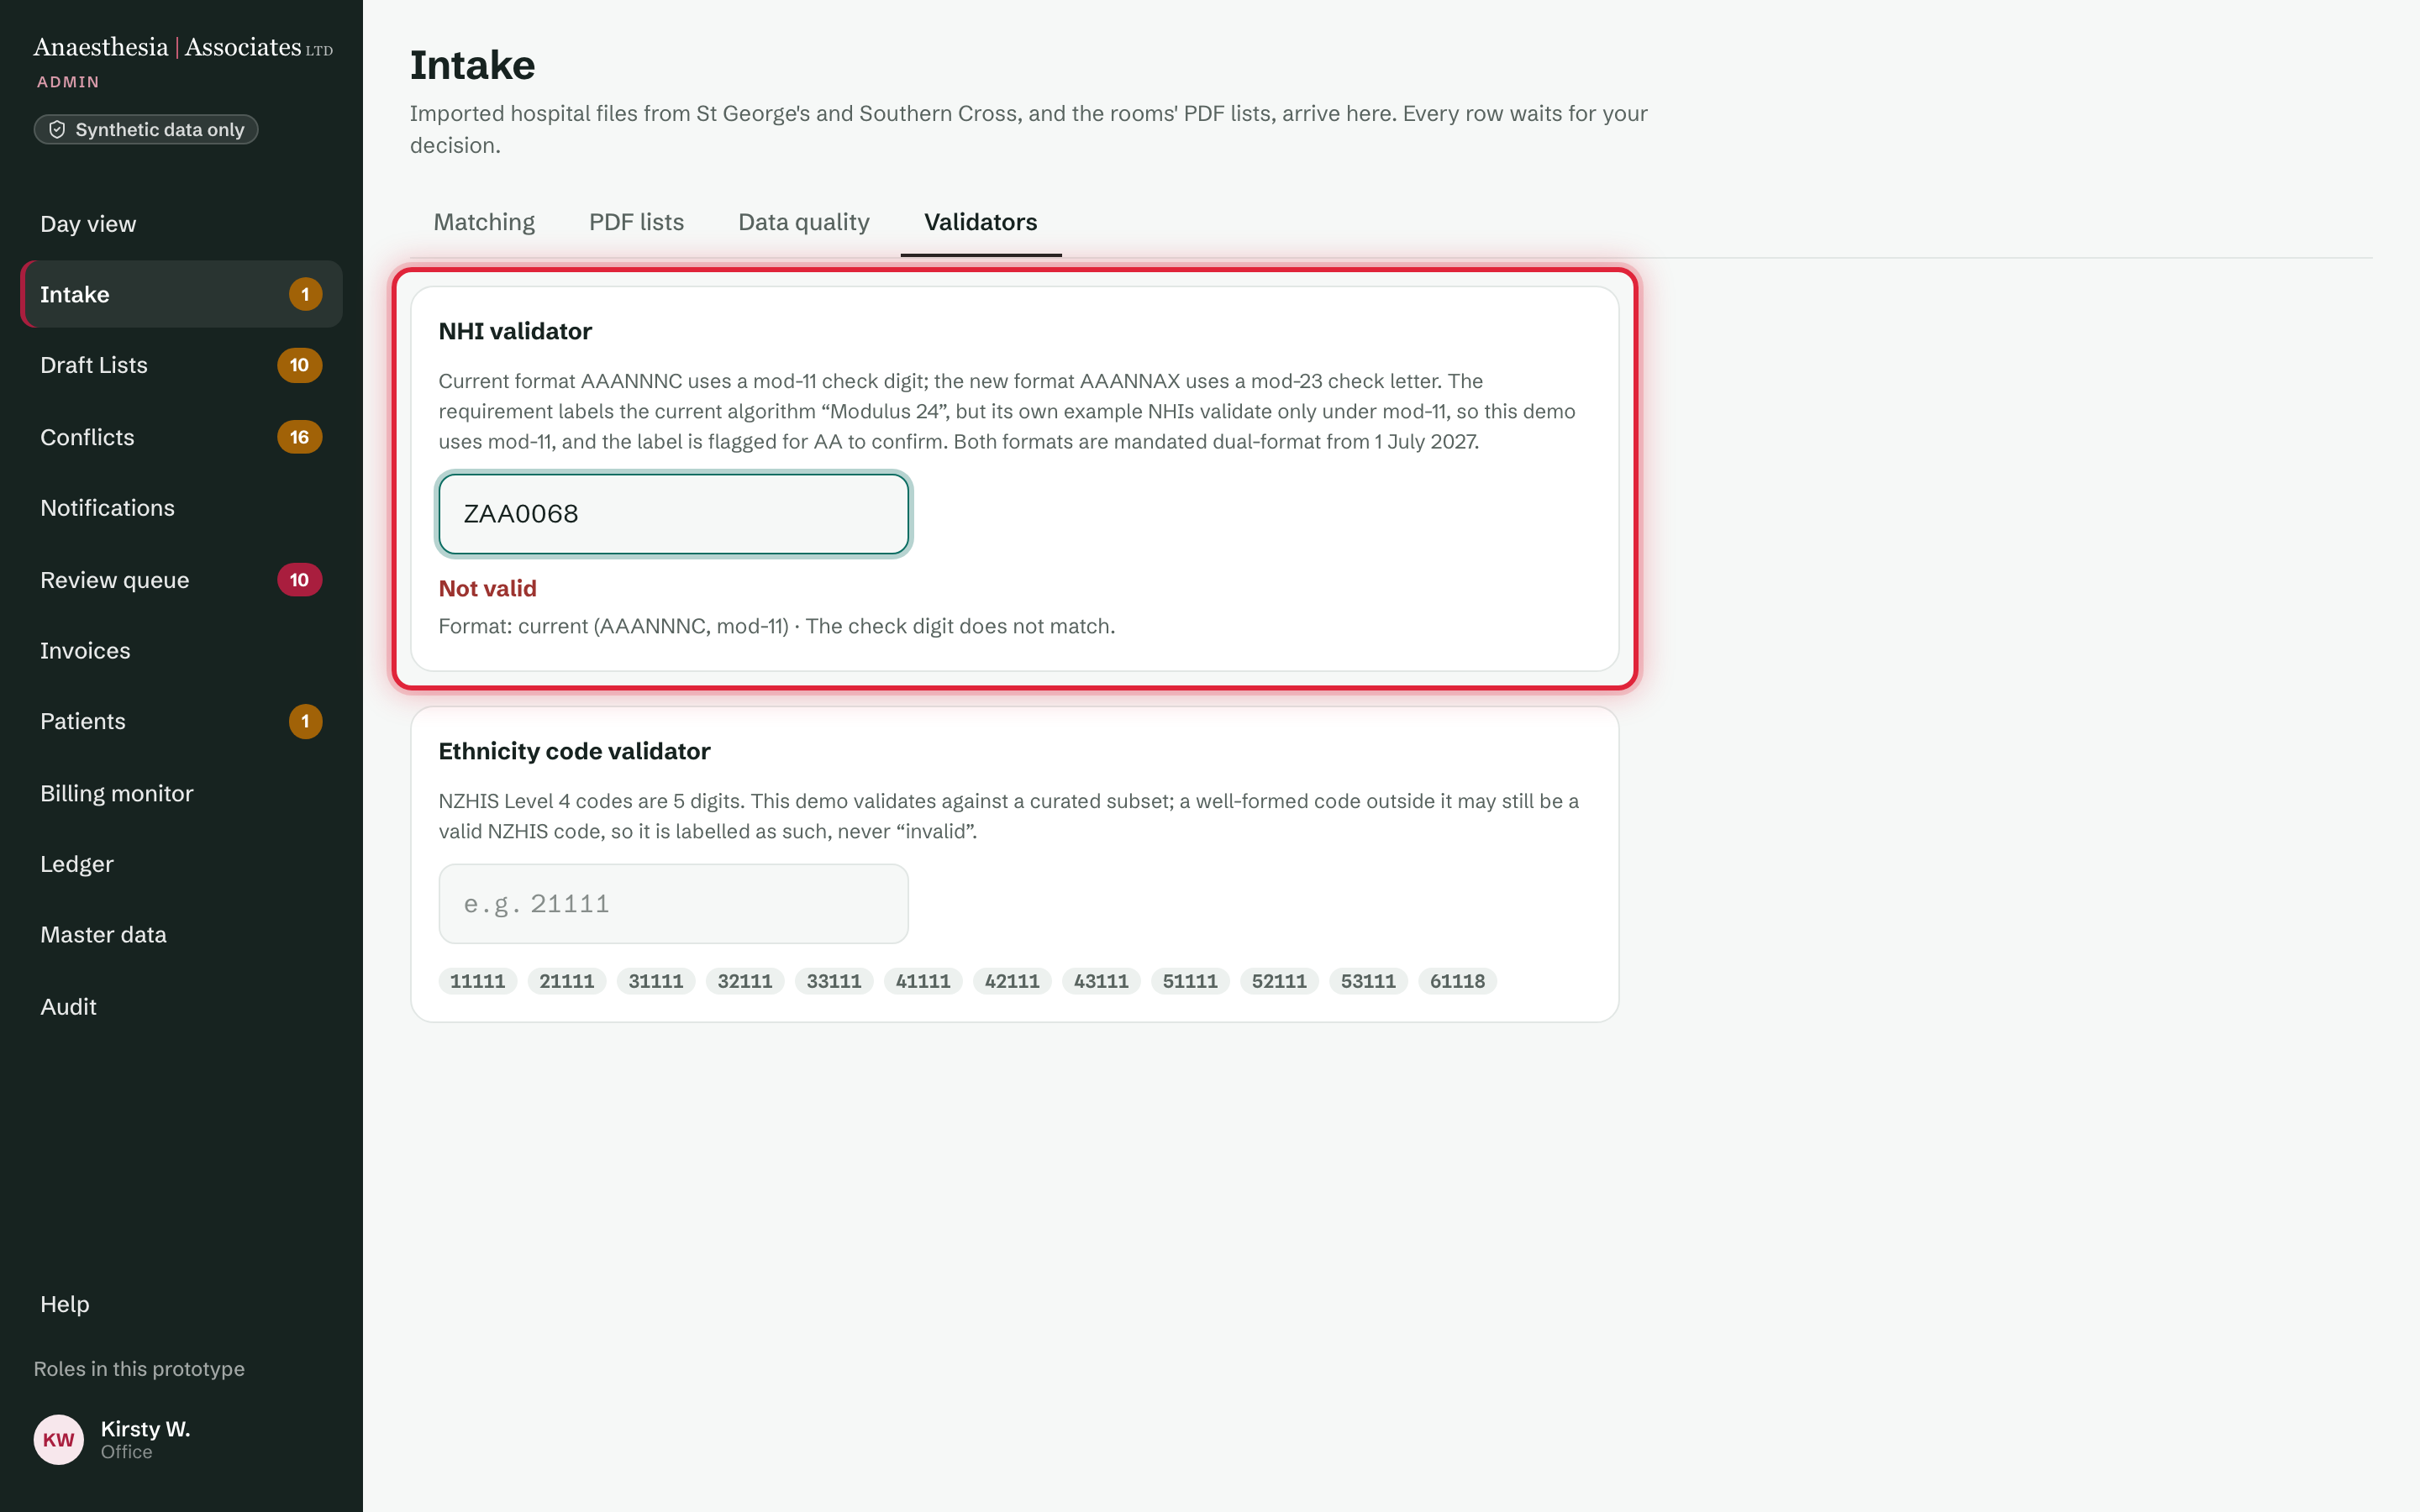 Anaesthesia | Associates LTD
ADMIN
Synthetic data only
Day view
Intake 1
Draft Lists 10
Conflicts 16
Notifications
Review queue 10
Invoices
Patients 1
Billing monitor
Ledger
Master data
Audit
Help
Roles in this prototype
KW
Kirsty W.
Office
Intake
Imported hospital files from St George's and Southern Cross, and the rooms' PDF lists, arrive here. Every row waits for your
decision.
Matching PDF lists Data quality Validators
NHI validator
Current format AAANNNC uses a mod-11 check digit; the new format AAANNAX uses a mod-23 check letter. The
requirement labels the current algorithm “Modulus 24”, but its own example NHIs validate only under mod-11, so this demo
uses mod-11, and the label is flagged for AA to confirm. Both formats are mandated dual-format from 1 July 2027.
ZAA0068
Not valid
Format: current (AAANNNC, mod-11) · The check digit does not match.
Ethnicity code validator
NZHIS Level 4 codes are 5 digits. This demo validates against a curated subset; a well-formed code outside it may still be a
valid NZHIS code, so it is labelled as such, never “invalid”.
e.g. 21111
11111 21111 31111 32111 33111 41111 42111 43111 51111 52111 53111 61118